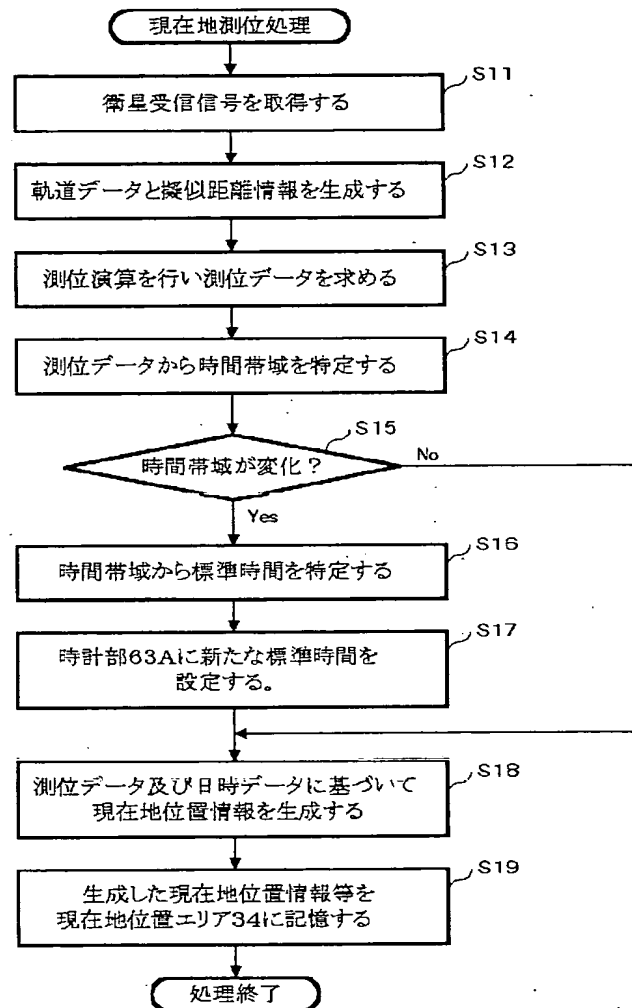 現在地測位処理
S11
衛星受信信号を取得する
S12
軌道データと擬似距離情報を生成する
S13
測位演算を行い測位データを求める
S14
測位データから時間帯域を特定する
S15
時間帯域が変化?
No
Yes
S16
時間帯域から標準時間を特定する
S17
時計部63Aに新たな標準時間を
設定する。
S18
測位データ及び日時データに基づいて
現在地位置情報を生成する
S19
生成した現在地位置情報等を
現在地位置エリア34に記憶する
処理終了